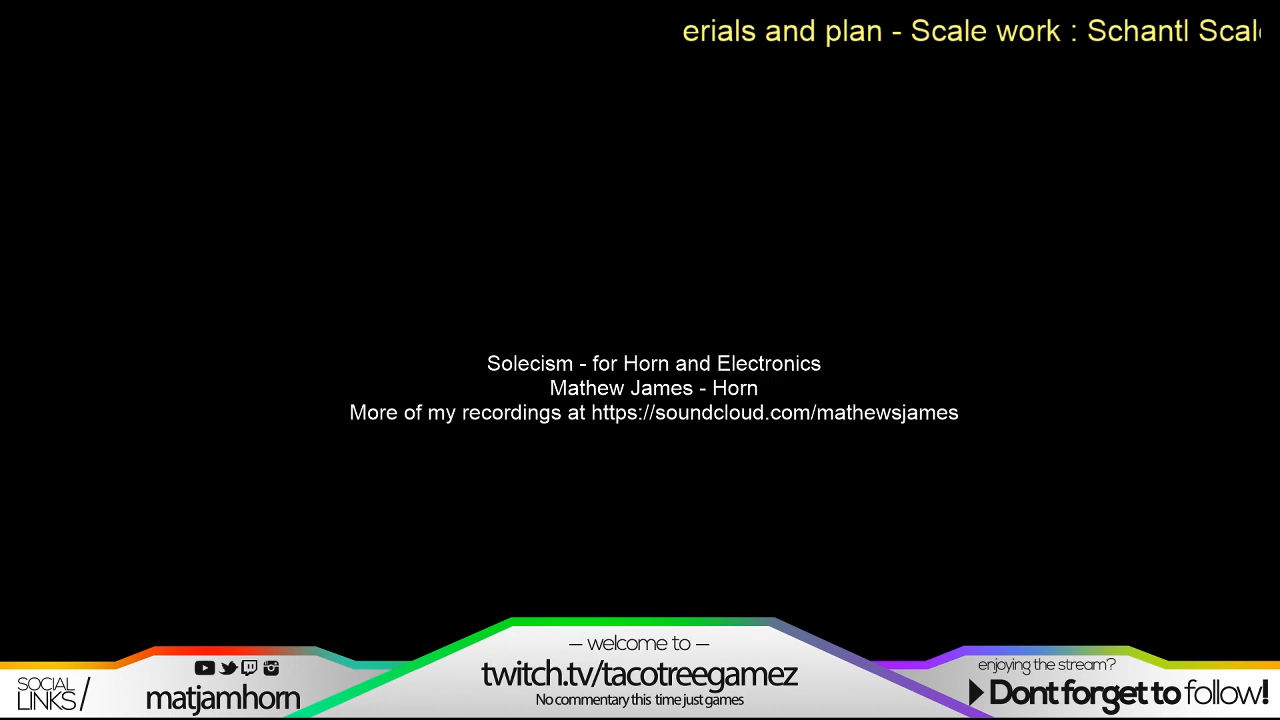 erials and plan - Scale work : Schantl Scal
Solecism - for Horn and Electronics
Mathew James - Horn
More of my recordings at https://soundcloud.com/mathewsjames
SOCIAL
LINKS/
matjamhorn
– welcome to –
twitch.tv/tacotreegamez
No commentary this time just games
enjoying the stream?
Dont forget to follow!